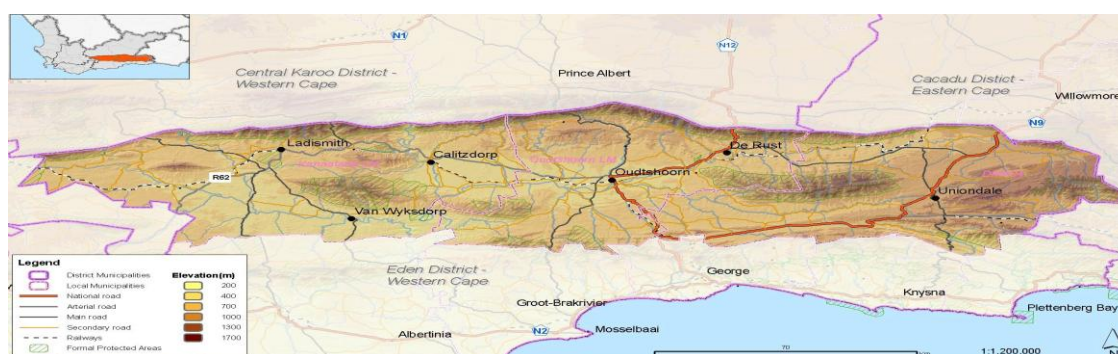 N1
N12
Central Karoo District -
Western Cape
Prince Albert
Cacadu District -
Eastern Cape
Willowmore
N9
Ladismith
De Rust
Calitzdorp
R62
Oudtshoorn
Uniondale
Van Wyksdorp
Eden District -
Western Cape
George
Knysna
Plettenberg Bay
Groot-Brakrivier
N2
Mosselbaai
Albertinia
Legend
District Municipalities
Local Municipalities
National road
Arterial road
Main road
Secondary road
Railways
Formal Protected Areas
Elevation(m)
200
400
700
1000
1300
1700
70
km
1:1,200,000
N